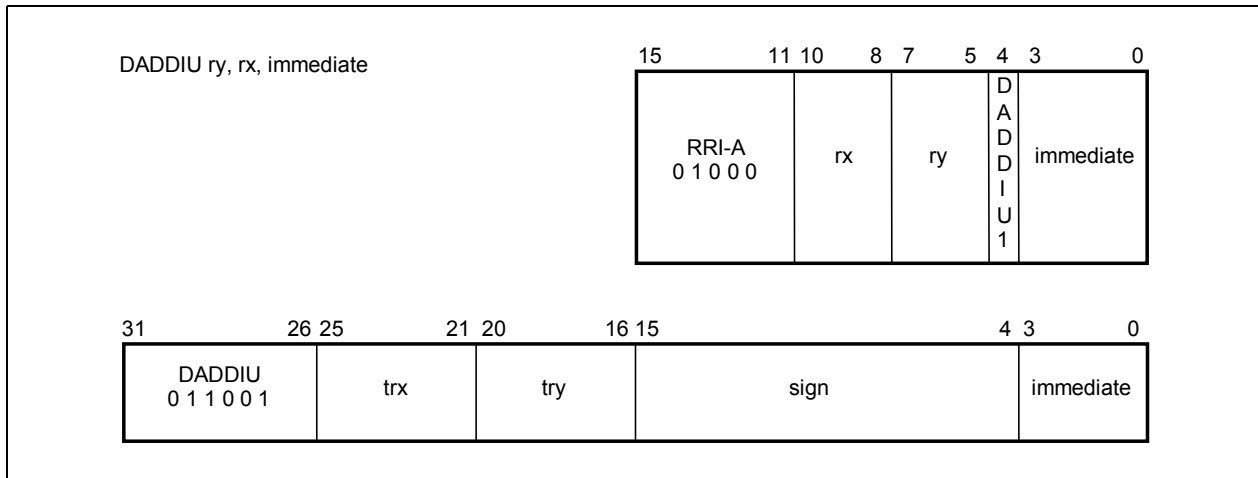 DADDIU ry, rx, immediate
15 11 10 8 7 5 4 3 0
RRI-A
0 1 0 0 0
rx
ry
D
A
D
D
I
U
1
immediate
31 26 25 21 20 16 15 4 3 0
DADDIU
0 1 1 0 0 1
trx
try
sign
immediate